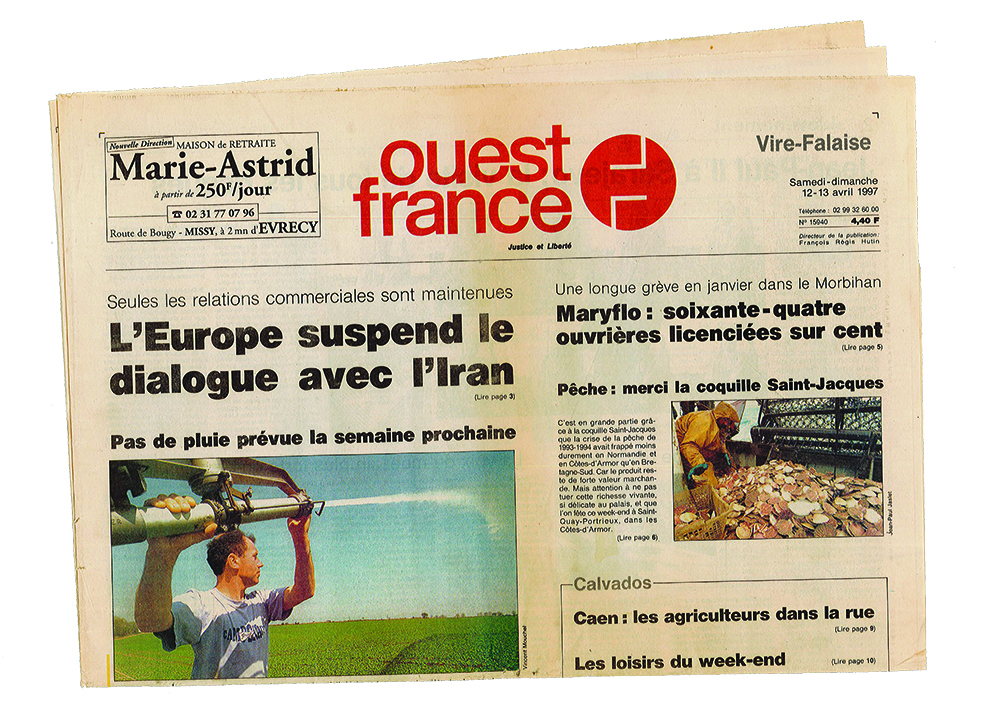 Nouvelle Direction MAISON de RETRAITE
Marie-Astrid
à partir de 250F/jour
☎ 02 31 77 07 96
Route de Bougy - MISSY, à 2 mn d'EVRECY
ouest
france
Justice et Liberté
Vire-Falaise
Samedi-dimanche
12-13 avril 1997
Téléphone : 02 99 32 60 00
N° 15940 4,40 F
Directeur de la publication :
François Régis Hutin
Seules les relations commerciales sont maintenues
L'Europe suspend le
dialogue avec l'Iran
(Lire page 3)
Pas de pluie prévue la semaine prochaine
Vincent Mouchel
Une longue grève en janvier dans le Morbihan
Maryflo : soixante-quatre
ouvrières licenciées sur cent
(Lire page 5)
Pêche : merci la coquille Saint-Jacques
C'est en grande partie grâ-
ce à la coquille Saint-Jacques
que la crise de la pêche de
1993-1994 avait frappé moins
durement en Normandie et
en Côtes-d'Armor qu'en Bre-
tagne-Sud. Car le produit res-
te de forte valeur marchan-
de. Mais attention à ne pas
tuer cette richesse vivante,
si délicate au palais, et que
l'on fête ce week-end à Saint-
Quay-Portrieux, dans les
Côtes-d'Armor.
(Lire page 6)
Calvados
Caen : les agriculteurs dans la rue
(Lire page 9)
Les loisirs du week-end (Lire page 10)